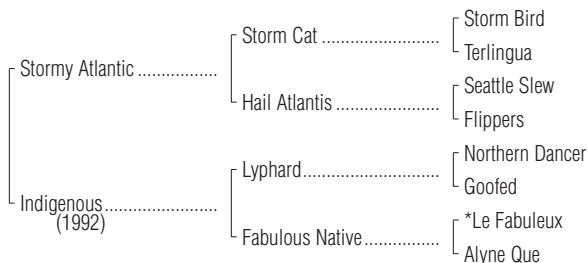 Storm Bird
Storm Cat ........................
Terlingua
Stormy Atlantic ................
Seattle Slew
Hail Atlantis .....................
Flippers
Northern Dancer
Lyphard............................
Goofed
Indigenous.......................
(1992)
*Le Fabuleux
Fabulous Native ...............
Alyne Que